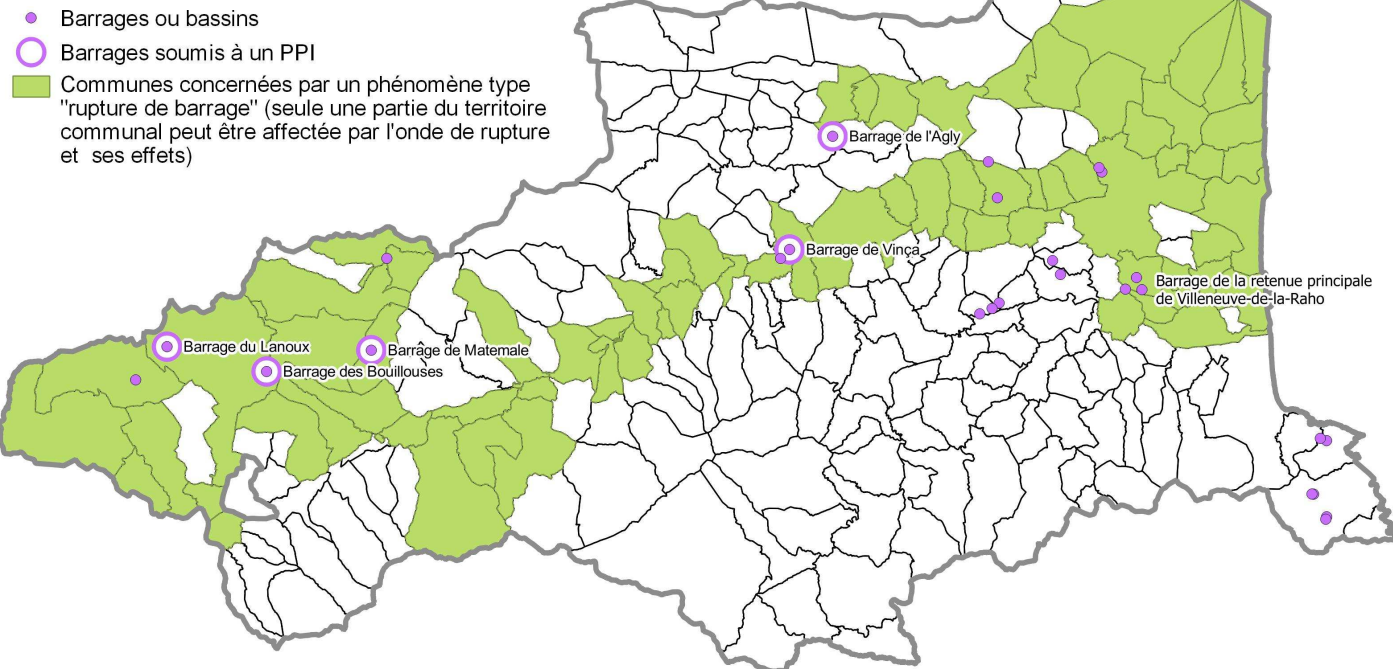 Barrages ou bassins
Barrages soumis à un PPI
Communes concernées par un phénomène type
"rupture de barrage" (seule une partie du territoire
communal peut être affectée par l'onde de rupture
et ses effets)
Barrage de l'Agly
Barrage de Vinça
Barrage de la retenue principale
de Villeneuve-de-la-Raho
Barrage du Lanoux
Barrage de Matemale
Barrage des Bouillouses